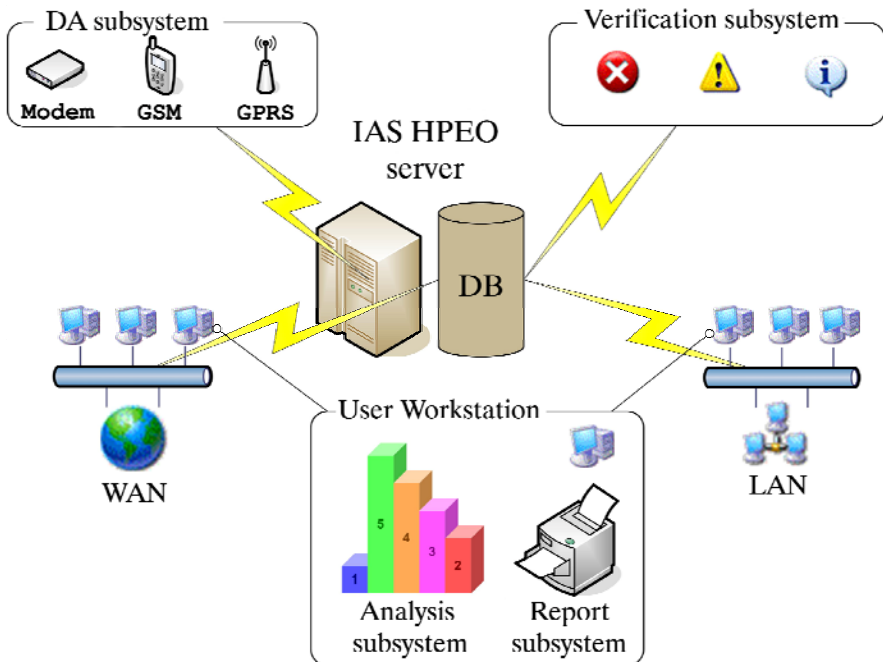 DA subsystem
Modem
GSM
GPRS
Verification subsystem
IAS HPEO
server
DB
WAN
User Workstation
LAN
1
5
4
3
2
Analysis
subsystem
Report
subsystem